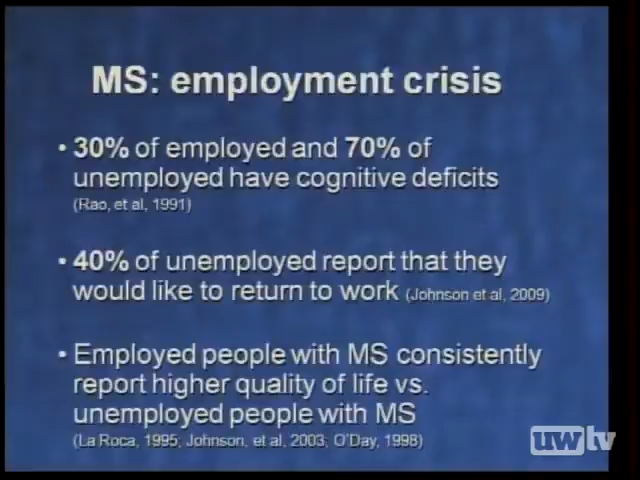 MS: employment crisis
• 30% of employed and 70% of
unemployed have cognitive deficits
(Rao, et al, 1991)
• 40% of unemployed report that they
would like to return to work (Johnson et al, 2009)
• Employed people with MS consistently
report higher quality of life vs.
unemployed people with MS
(La Roca, 1995; Johnson, et al, 2003; O'Day, 1998)
uwtv